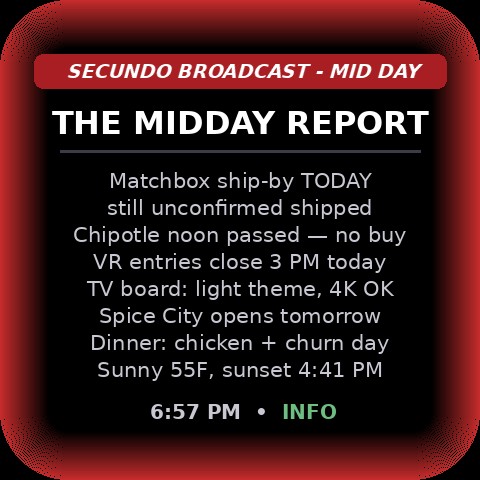 SECUNDO BROADCAST - MID DAY
THE MIDDAY REPORT
Matchbox ship-by TODAY
still unconfirmed shipped
Chipotle noon passed — no buy
VR entries close 3 PM today
TV board: light theme, 4K OK
Spice City opens tomorrow
Dinner: chicken + churn day
Sunny 55F, sunset 4:41 PM
6:57 PM • INFO